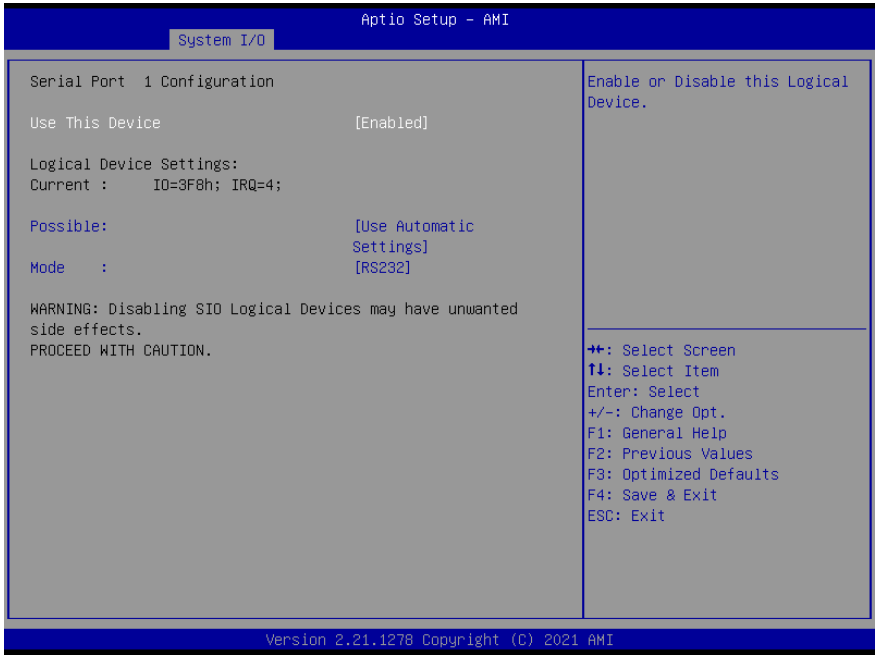 Aptio Setup – AMI
System I/O
Serial Port 1 Configuration
Use This Device [Enabled]
Logical Device Settings:
Current : IO=3F8h; IRQ=4;
Possible: [Use Automatic
Settings]
Mode : [RS232]
WARNING: Disabling SIO Logical Devices may have unwanted
side effects.
PROCEED WITH CAUTION.
Enable or Disable this Logical
Device.
→←: Select Screen
↑↓: Select Item
Enter: Select
+/-: Change Opt.
F1: General Help
F2: Previous Values
F3: Optimized Defaults
F4: Save & Exit
ESC: Exit
Version 2.21.1278 Copyright (C) 2021 AMI